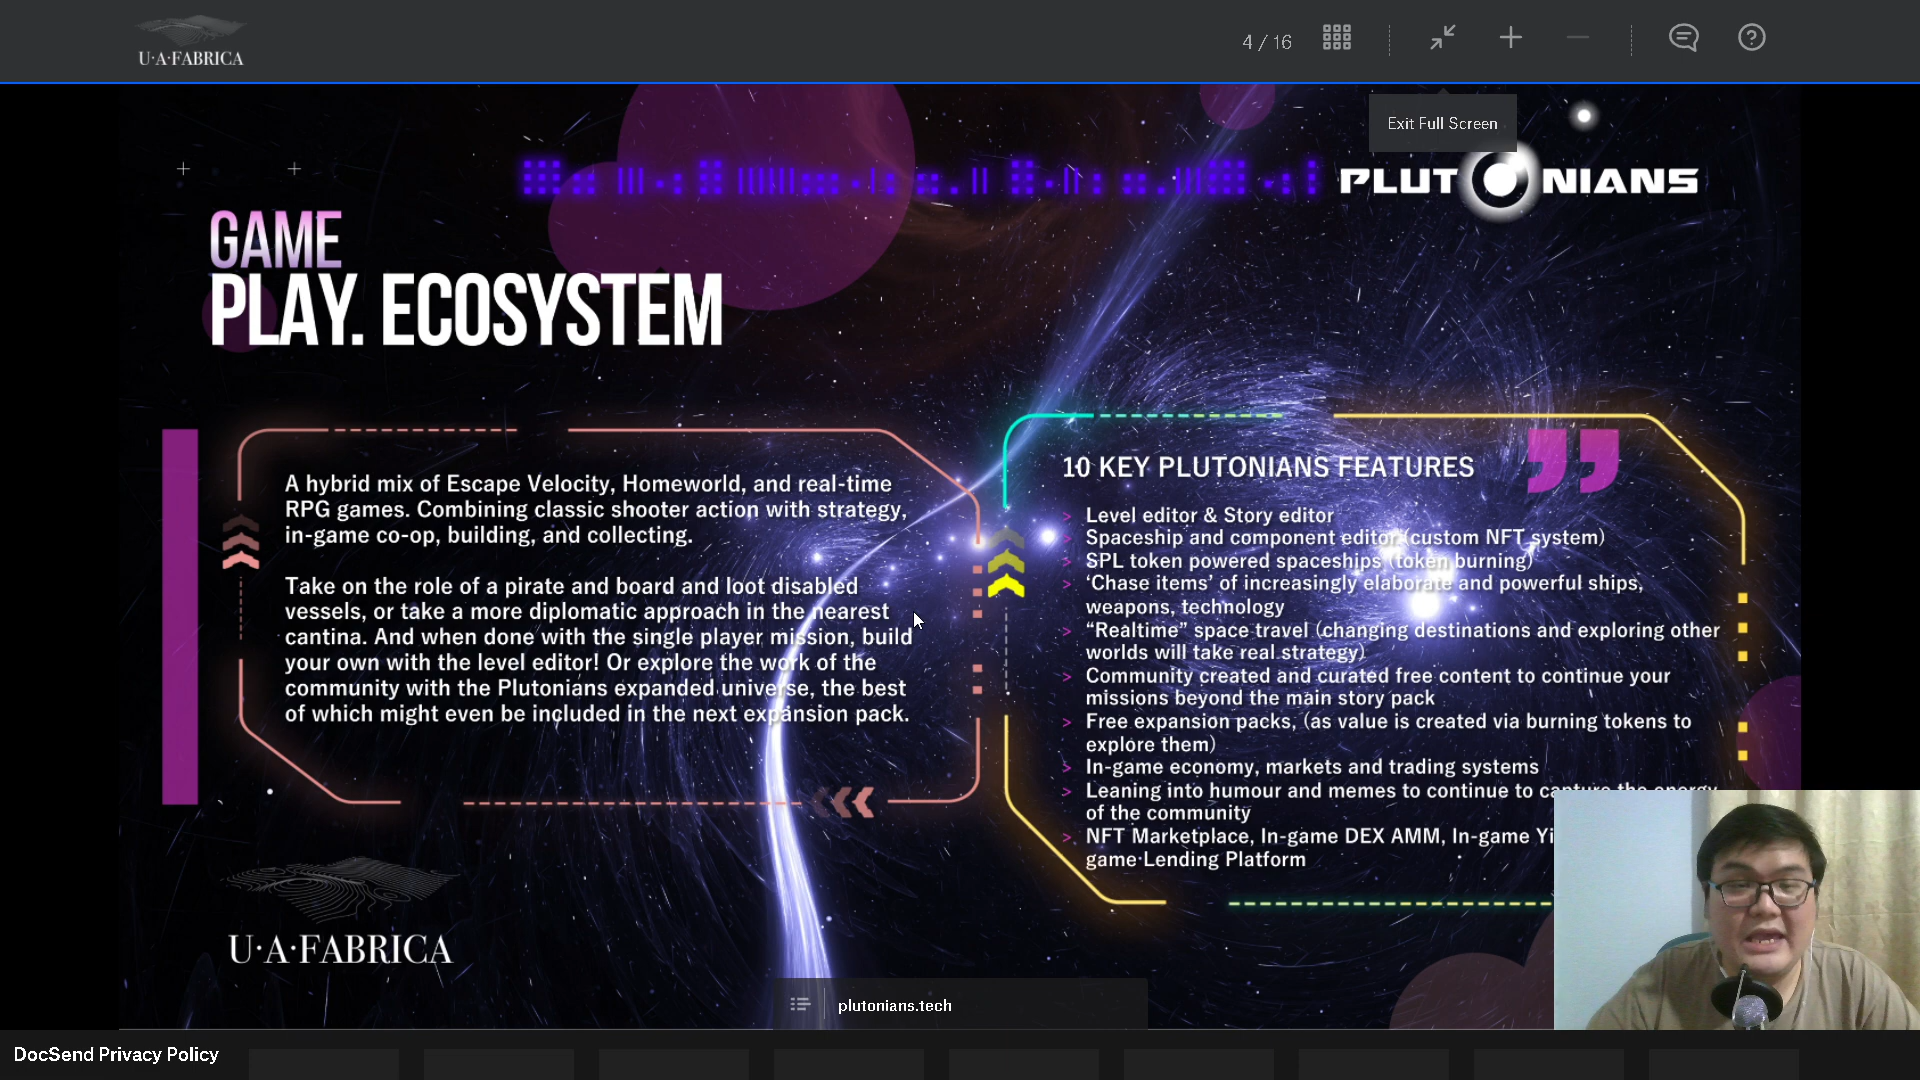 U·A·FABRICA
4 / 16
Exit Full Screen
PLUTONIANS
GAME
PLAY. ECOSYSTEM
A hybrid mix of Escape Velocity, Homeworld, and real-time
RPG games. Combining classic shooter action with strategy,
in-game co-op, building, and collecting.
Take on the role of a pirate and board and loot disabled
vessels, or take a more diplomatic approach in the nearest
cantina. And when done with the single player mission, build
your own with the level editor! Or explore the work of the
community with the Plutonians expanded universe, the best
of which might even be included in the next expansion pack.
10 KEY PLUTONIANS FEATURES
> Level editor & Story editor
> Spaceship and component editor (custom NFT system)
> SPL token powered spaceships (token burning)
> ‘Chase items’ of increasingly elaborate and powerful ships,
weapons, technology
> “Realtime” space travel (changing destinations and exploring other
worlds will take real strategy)
> Community created and curated free content to continue your
missions beyond the main story pack
> Free expansion packs, (as value is created via burning tokens to
explore them)
> In-game economy, markets and trading systems
> Leaning into humour and memes to continue to capture the energy
of the community
> NFT Marketplace, In-game DEX AMM, In-game
game Lending Platform
U·A·FABRICA
plutonians.tech
DocSend Privacy Policy